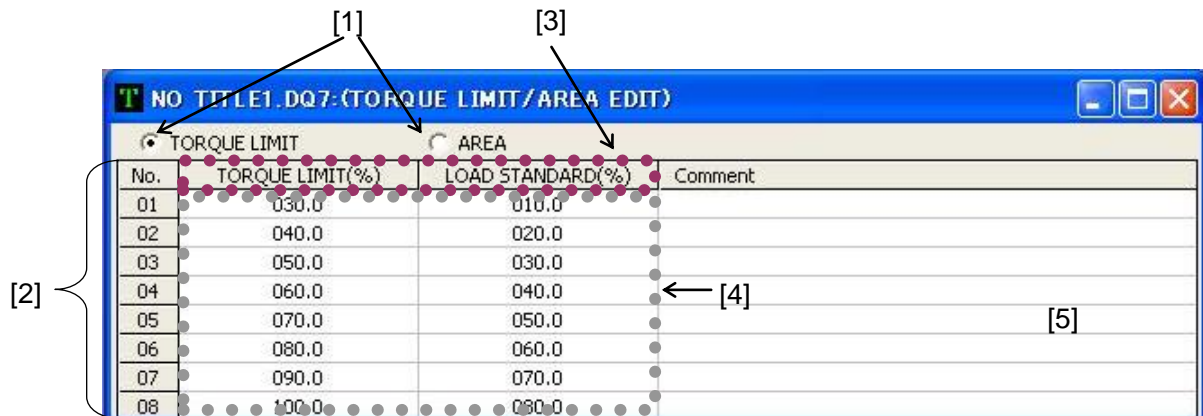 [1] [3]
T NO TITLE1.DQ7:(TORQUE LIMIT/AREA EDIT)
TORQUE LIMIT AREA
No. TORQUE LIMIT(%) LOAD STANDARD(%) Comment
01 030.0 010.0
02 040.0 020.0
03 050.0 030.0
[2] 04 060.0 040.0 [4]
05 070.0 050.0 [5]
06 080.0 060.0
07 090.0 070.0
08 100.0 080.0